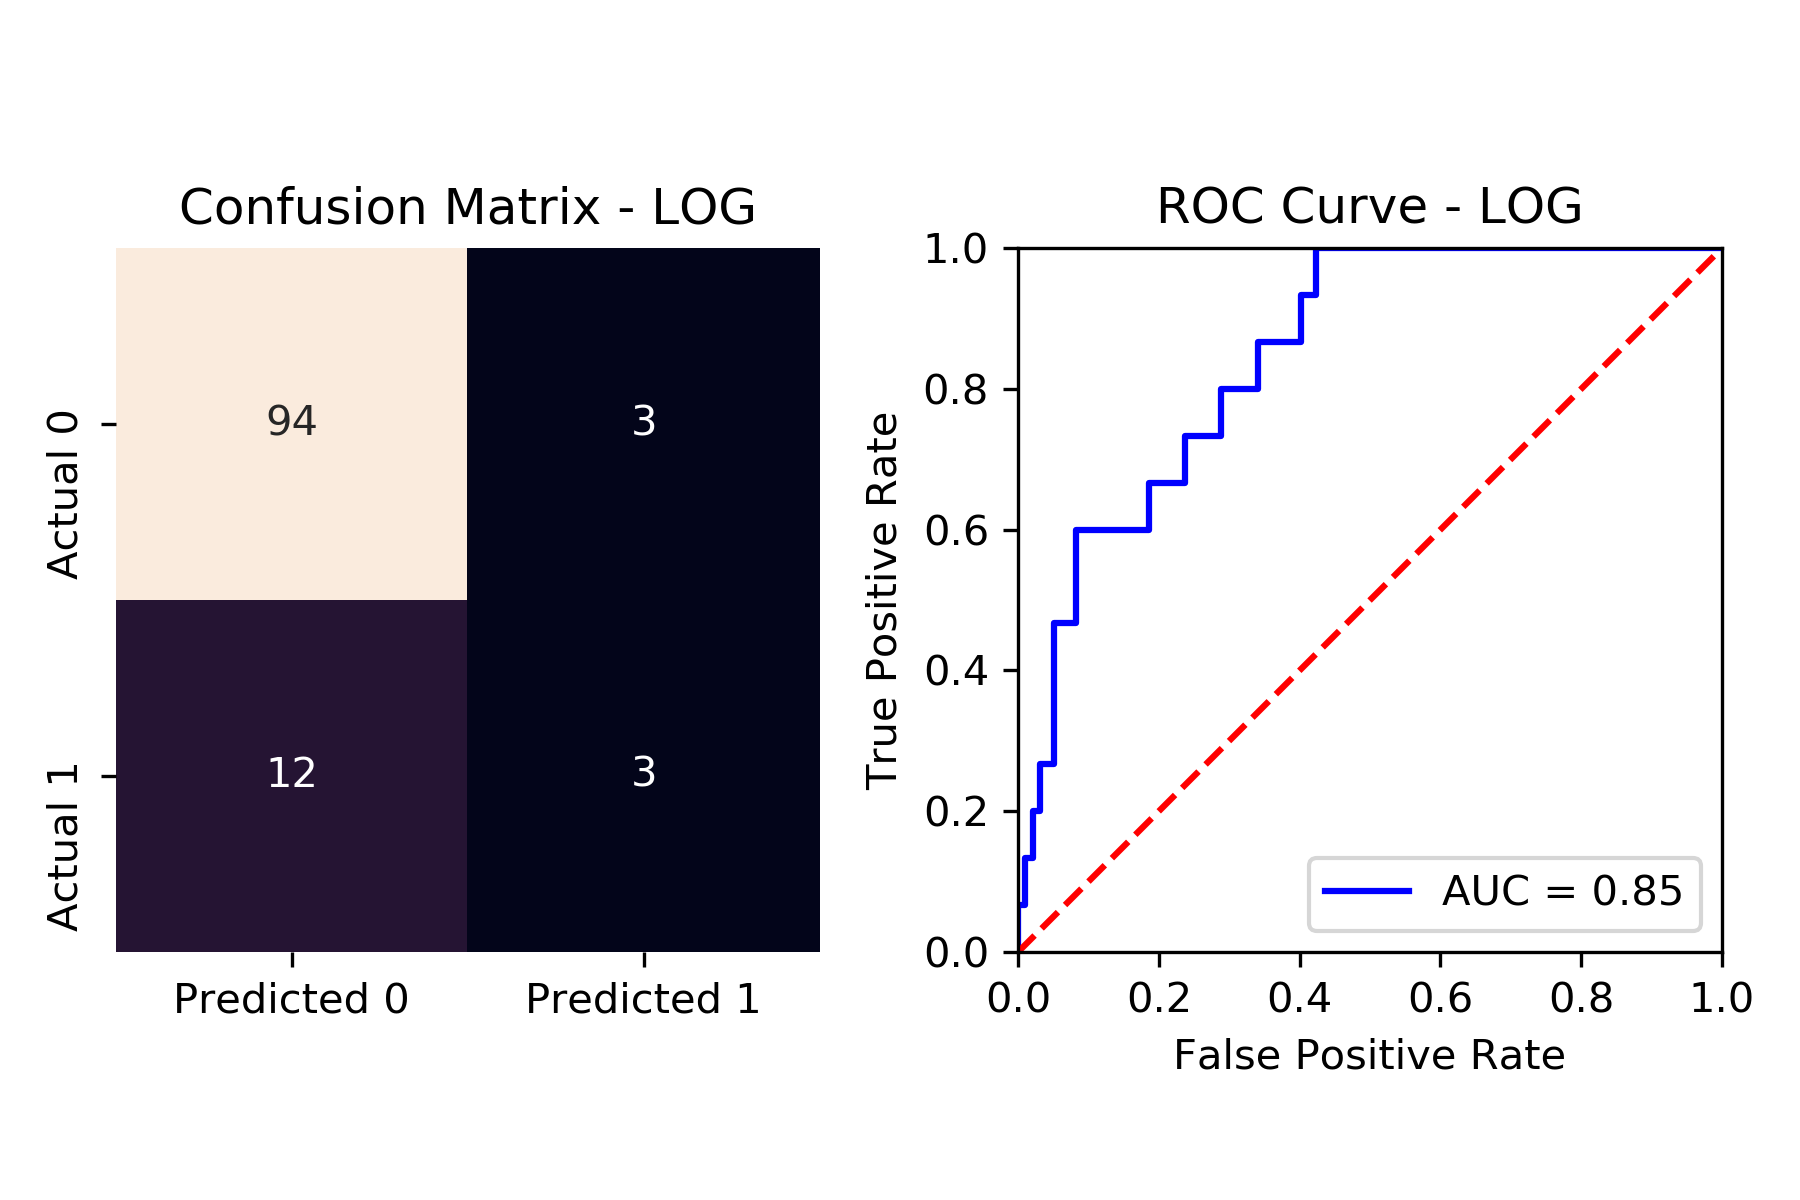 Confusion Matrix - LOG
Actual 0
94
3
Actual 1
12
3
Predicted 0
Predicted 1
ROC Curve - LOG
True Positive Rate
1.0
0.8
0.6
0.4
0.2
0.0
AUC = 0.85
0.0 0.2 0.4 0.6 0.8 1.0
False Positive Rate